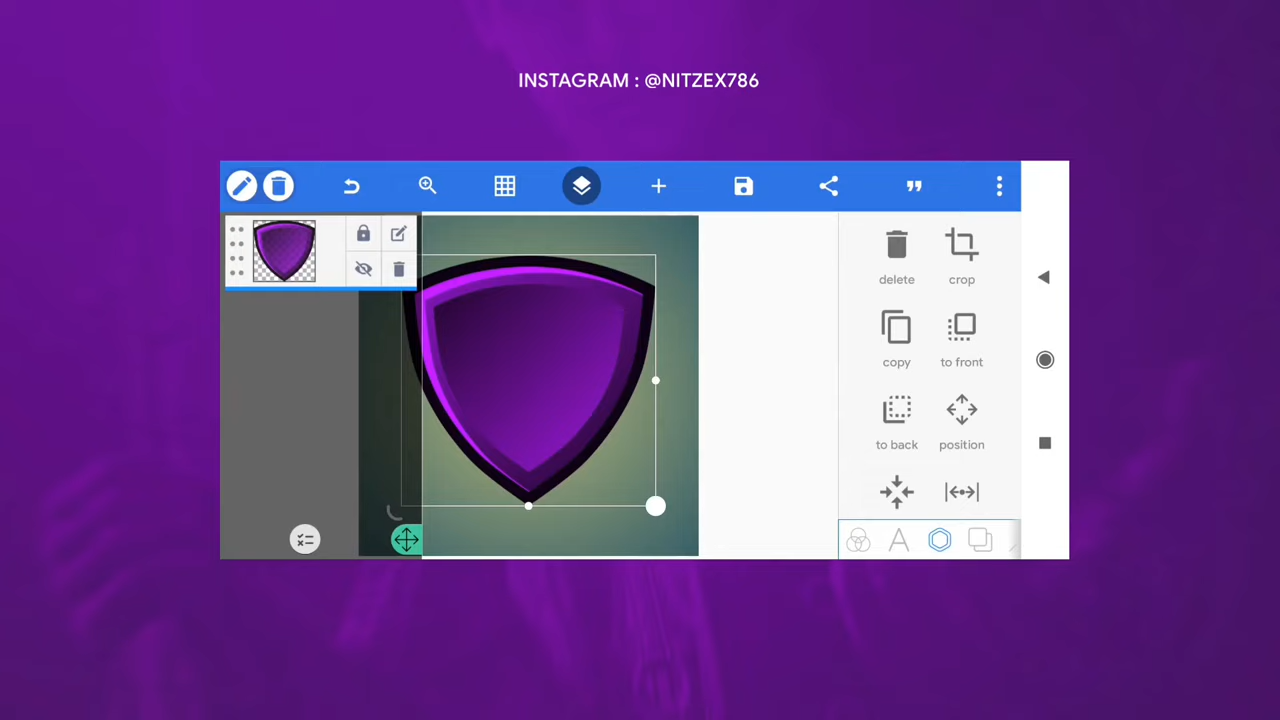 INSTAGRAM : @NITZEX786
delete
crop
copy
to front
to back
position